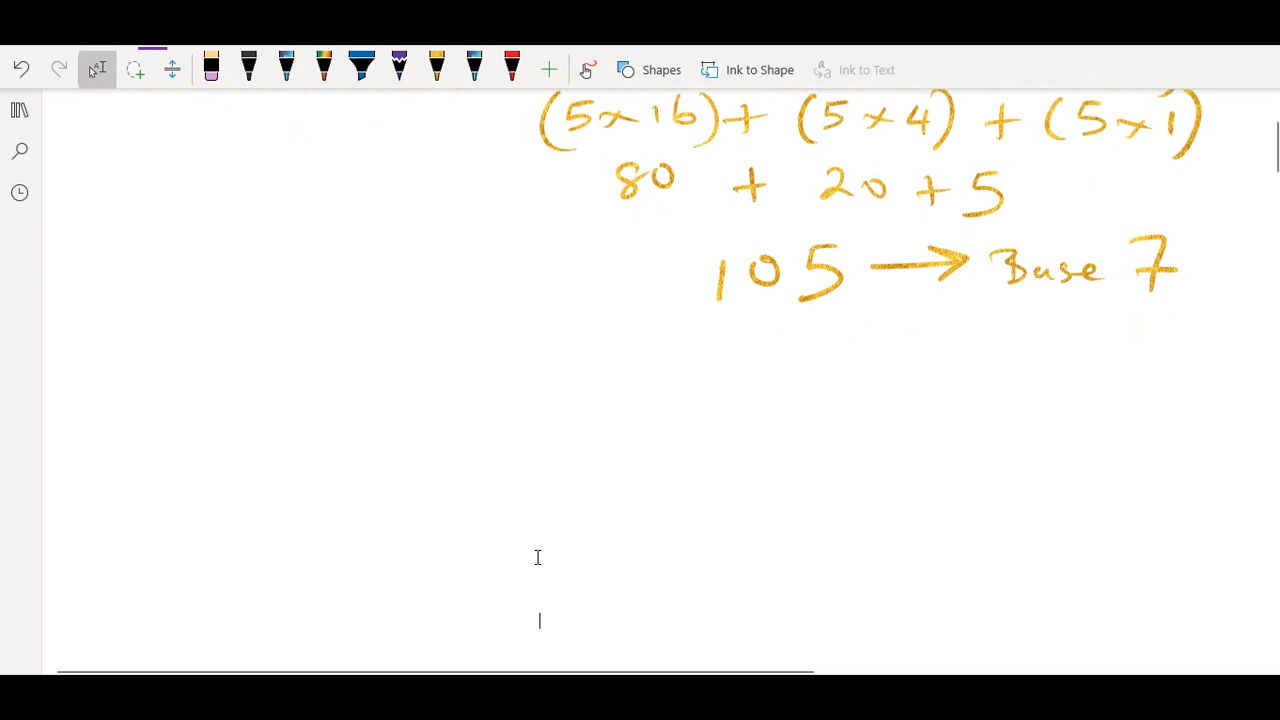 Shapes Ink to Shape Ink to Text
(5×16)+ (5×4) + (5×1)
80 + 20 + 5
105 → Base 7